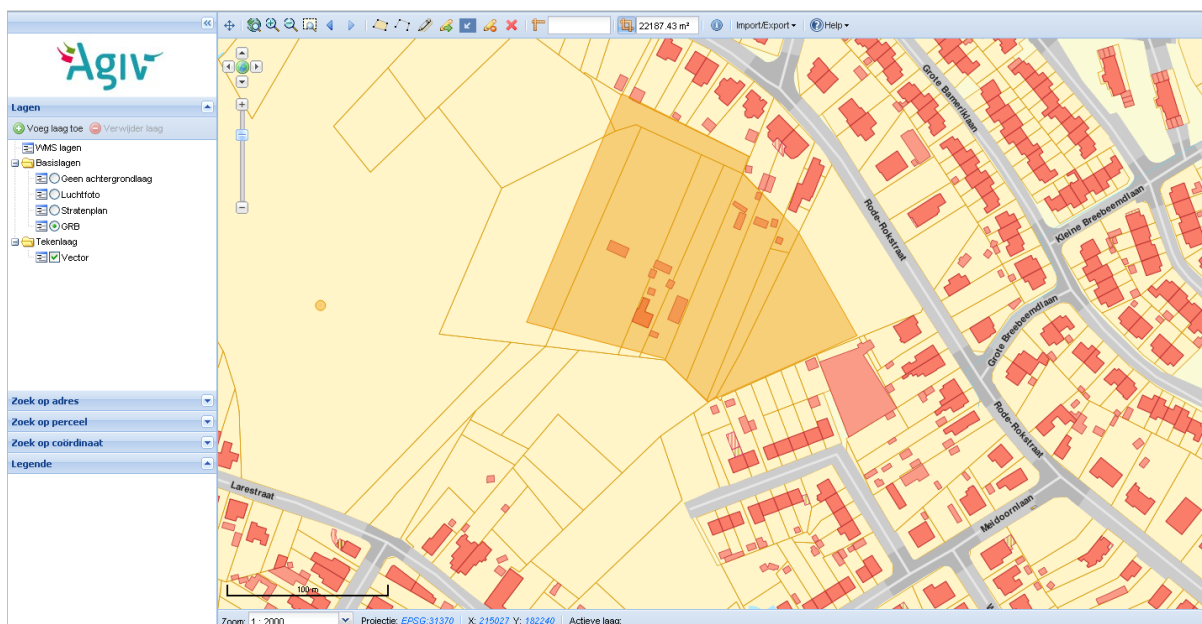 22187.43 m² Import/Export Help
Agiv
Lagen
Voeg laag toe Verwijder laag
WMS lagen
Basislagen
Geen achtergrondlaag
Luchtfoto
Stratenplan
GRB
Tekenlaag
Vector
Zoek op adres
Zoek op perceel
Zoek op coördinaat
Legende
Grote Bameriklaan
Kleine Breebeemdlaan
Rode-Rokstraat
Grote Breebeemdlaan
Rode-Rokstraat
Larestraat
Meidoornlaan
100 m
Zoom: 1 : 2000 Projectie: EPSG:31370 X: 215027 Y: 182240 Actieve laag: